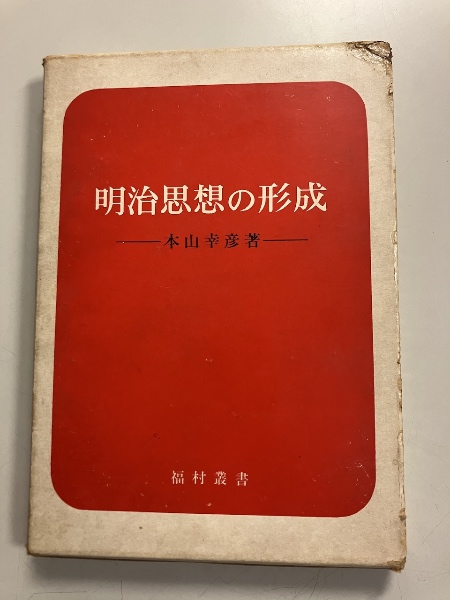 明治思想の形成
本山幸彦著
福村叢書